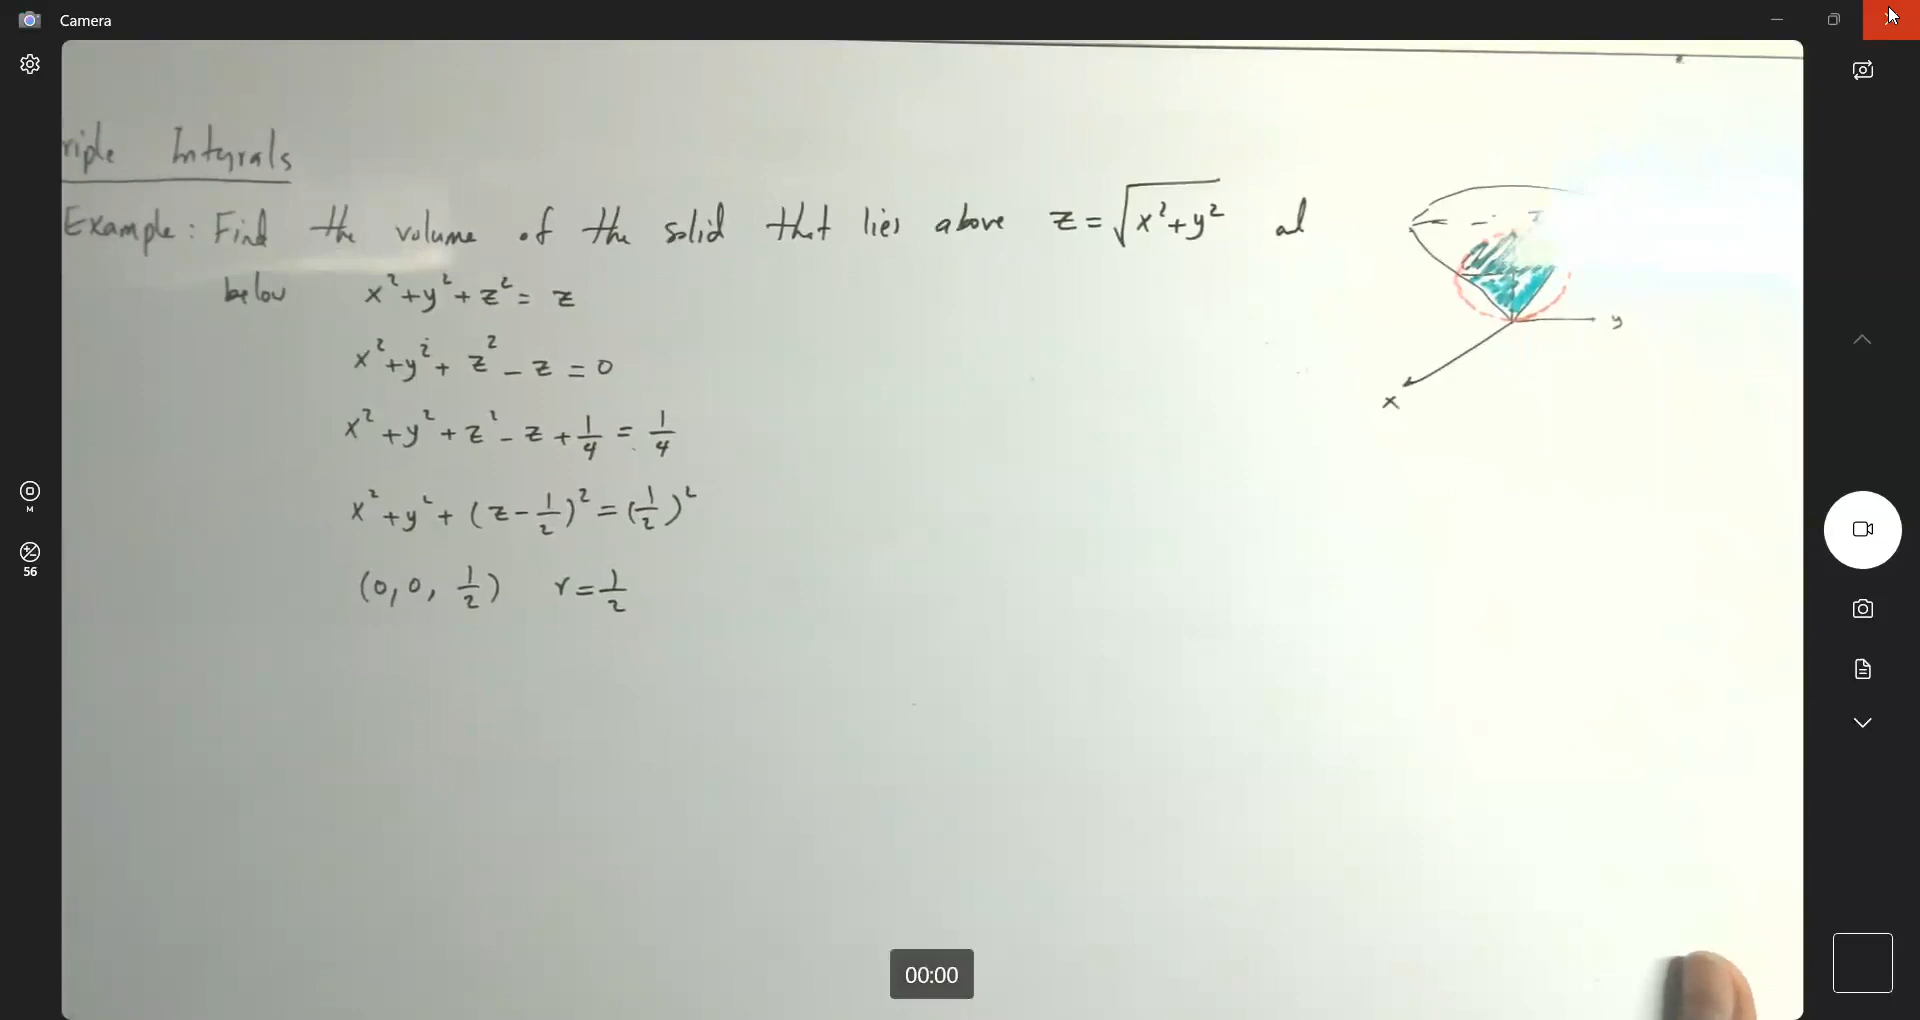 Camera
riple Integrals
Example: Find the volume of the solid that lies above z = √x²+y² ad
below x²+y²+z² = z
x²+y²+z²-z=0
x²+y²+z²-z+1/4 = 1/4
x²+y²+(z-1/2)²=(1/2)²
(0,0,1/2) r=1/2
y
x
M
56
00:00